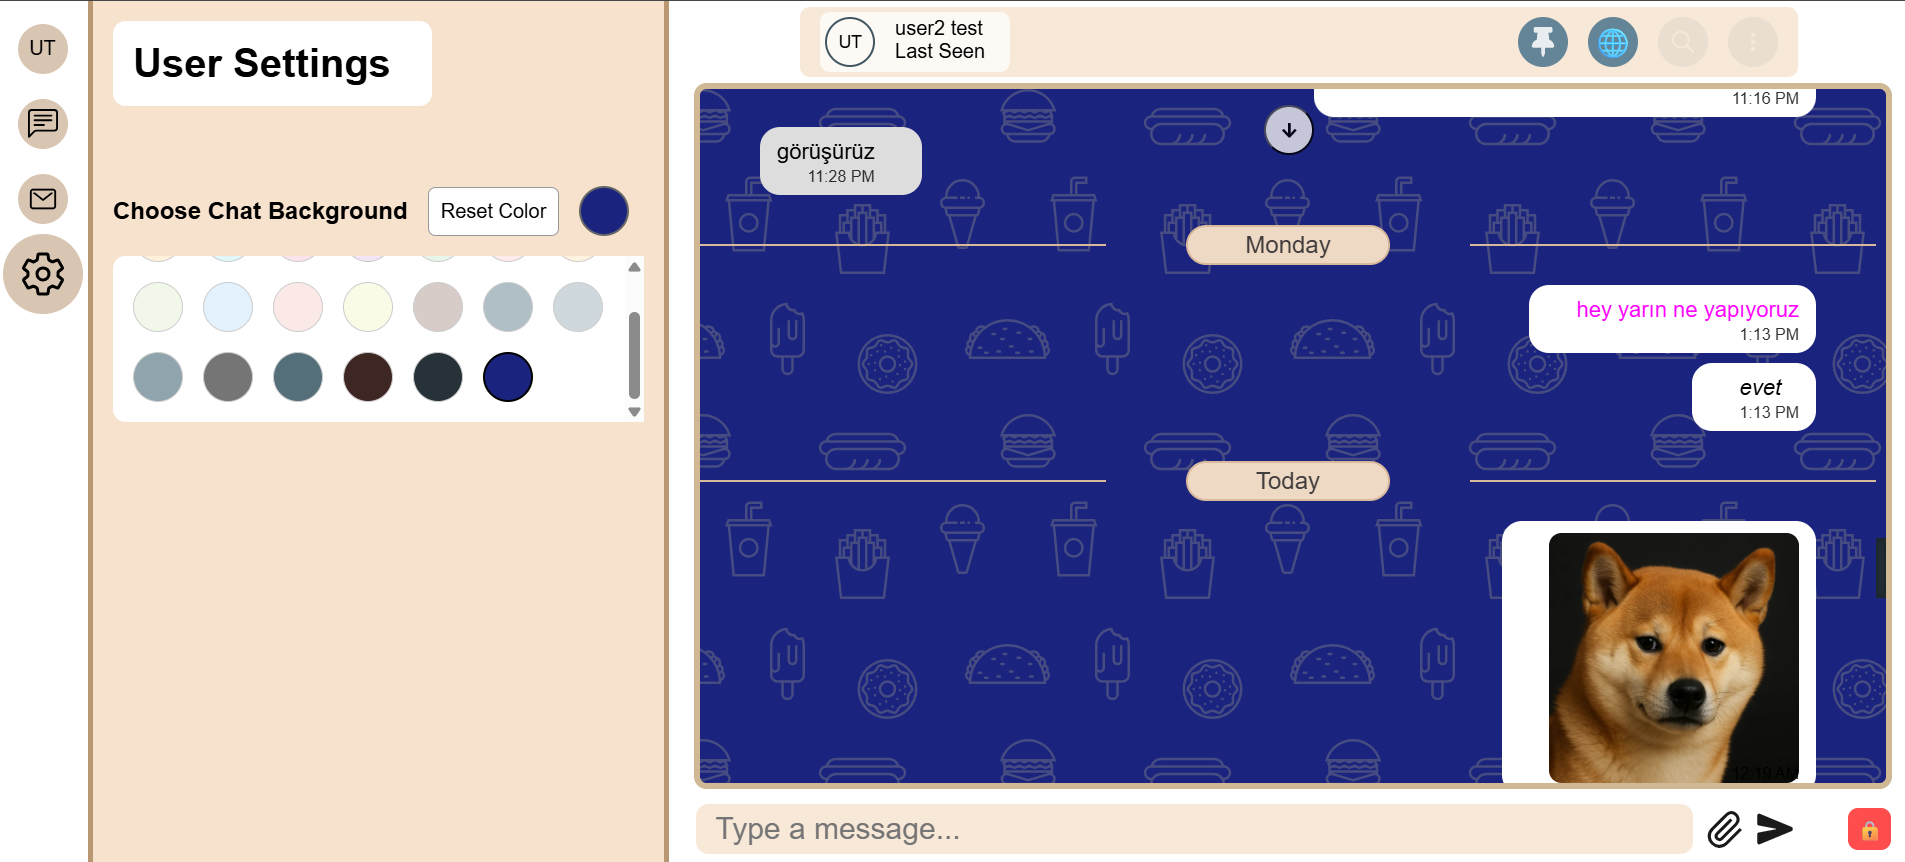 UT
User Settings
Choose Chat Background
Reset Color
UT
user2 test
Last Seen
11:16 PM
görüşürüz
11:28 PM
Monday
hey yarın ne yapıyoruz
1:13 PM
evet
1:13 PM
Today
12:19 AM
Type a message...